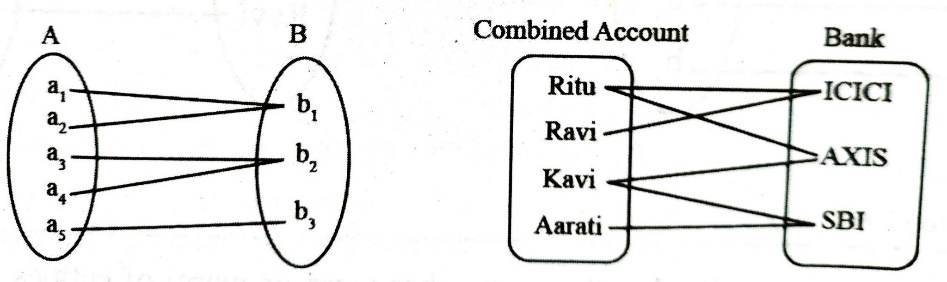 A
B
a₁
a₂
a₃
a₄
a₅
b₁
b₂
b₃
Combined Account
Bank
Ritu
Ravi
Kavi
Aarati
ICICI
AXIS
SBI